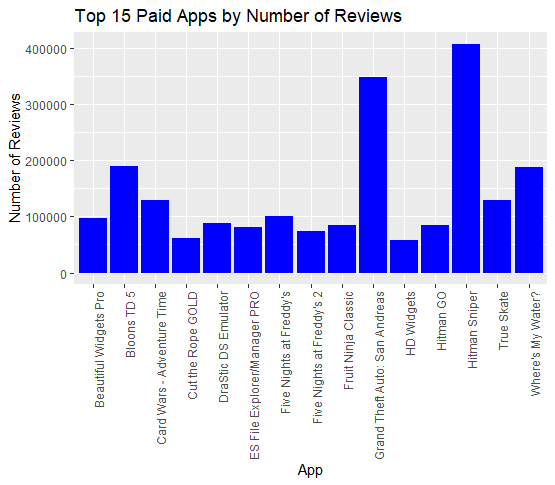 Top 15 Paid Apps by Number of Reviews
Number of Reviews
400000
300000
200000
100000
0
Beautiful Widgets Pro
Bloons TD 5
Card Wars - Adventure Time
Cut the Rope GOLD
DraStic DS Emulator
ES File Explorer/Manager PRO
Five Nights at Freddy's
Five Nights at Freddy's 2
Fruit Ninja Classic
Grand Theft Auto: San Andreas
HD Widgets
Hitman GO
Hitman Sniper
True Skate
Where's My Water?
App